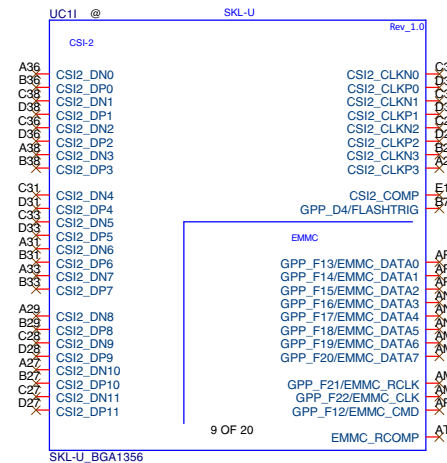 UC1I @ SKL-U
Rev_1.0
CSI-2
A36 CSI2_DN0 CSI2_CLKN0
B36 CSI2_DP0 CSI2_CLKP0
C38 CSI2_DN1 CSI2_CLKN1
D38 CSI2_DP1 CSI2_CLKP1
C36 CSI2_DN2 CSI2_CLKN2
D36 CSI2_DP2 CSI2_CLKP2
A38 CSI2_DN3 CSI2_CLKN3
B38 CSI2_DP3 CSI2_CLKP3
C31 CSI2_DN4 CSI2_COMP
D31 CSI2_DP4 GPP_D4/FLASHTRIG
C33 CSI2_DN5
D33 CSI2_DP5 EMMC
A31 CSI2_DN6
B31 CSI2_DP6 GPP_F13/EMMC_DATA0
A33 CSI2_DN7 GPP_F14/EMMC_DATA1
B33 CSI2_DP7 GPP_F15/EMMC_DATA2
GPP_F16/EMMC_DATA3
A29 CSI2_DN8 GPP_F17/EMMC_DATA4
B29 CSI2_DP8 GPP_F18/EMMC_DATA5
C28 CSI2_DN9 GPP_F19/EMMC_DATA6
D28 CSI2_DP9 GPP_F20/EMMC_DATA7
A27 CSI2_DN10
B27 CSI2_DP10 GPP_F21/EMMC_RCLK
C27 CSI2_DN11 GPP_F22/EMMC_CLK
D27 CSI2_DP11 GPP_F12/EMMC_CMD
9 OF 20
EMMC_RCOMP
SKL-U_BGA1356